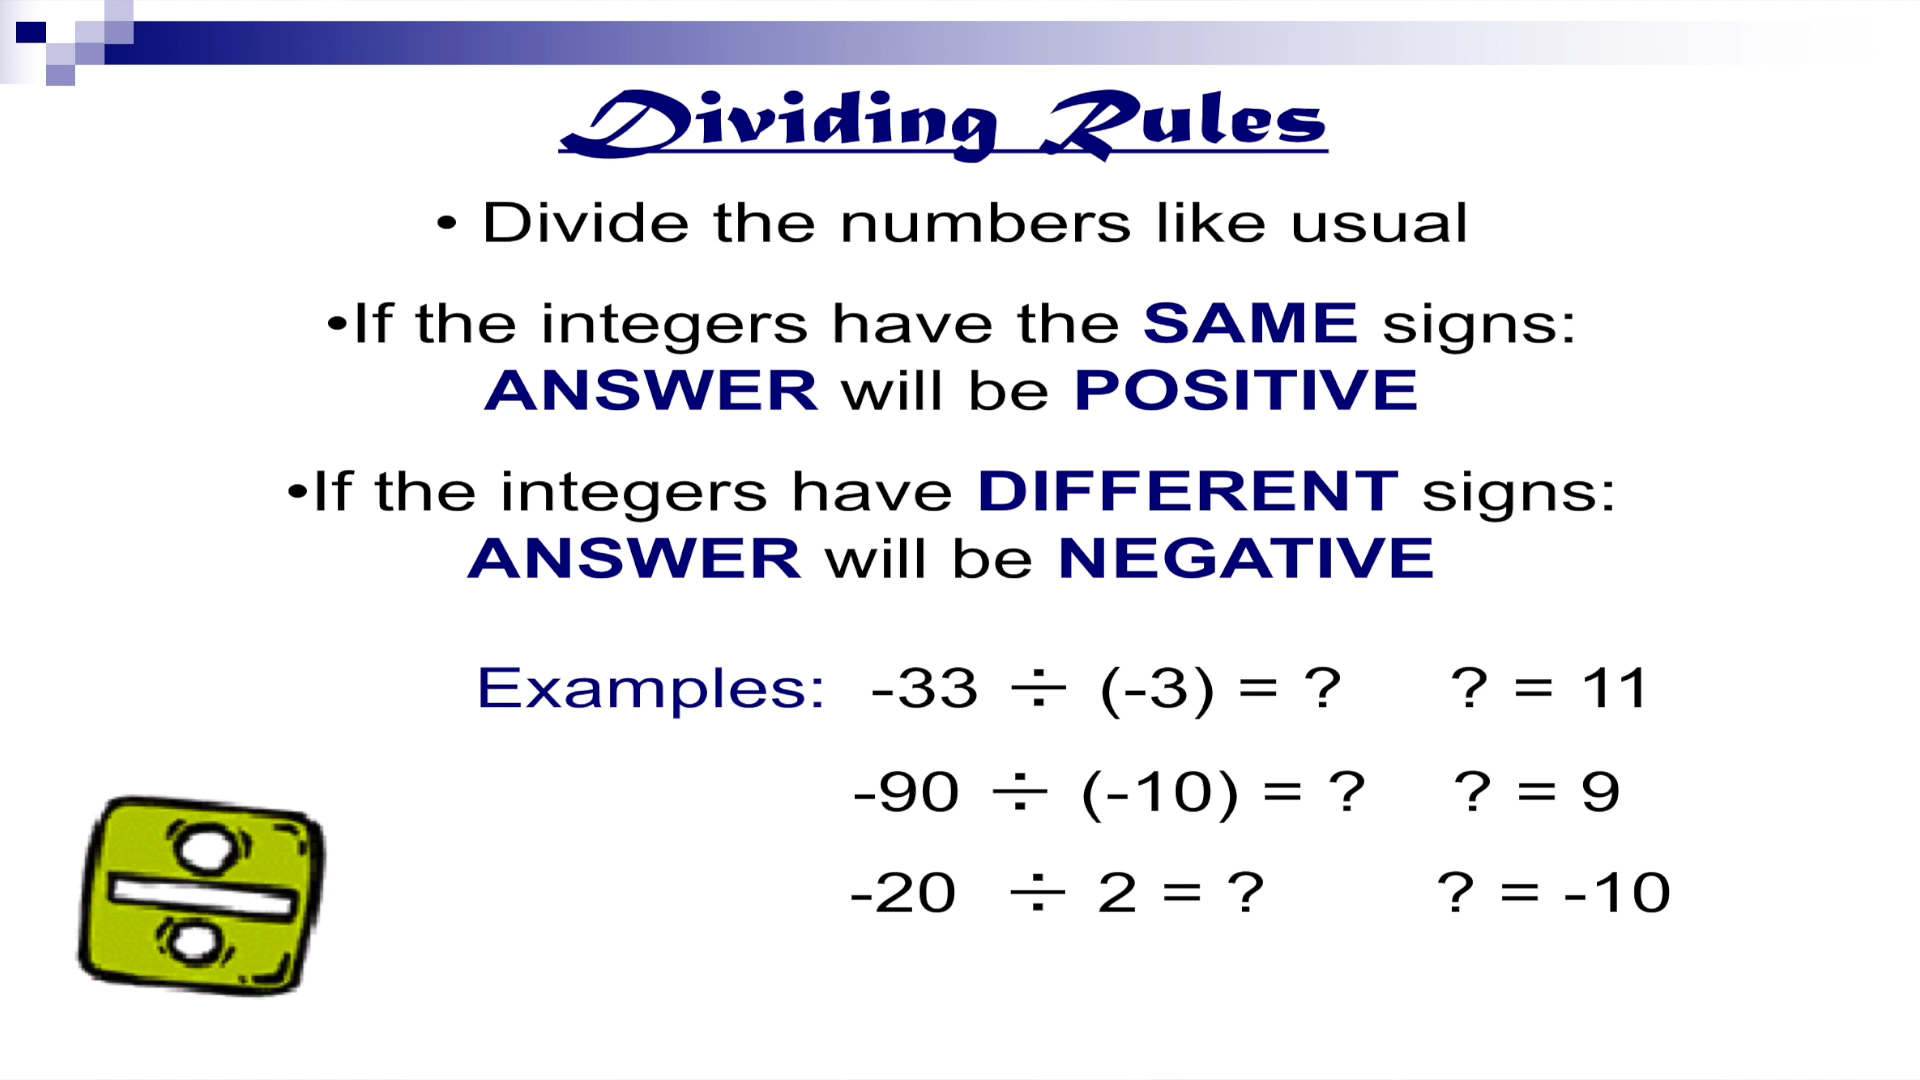 Dividing Rules
• Divide the numbers like usual
•If the integers have the SAME signs:
ANSWER will be POSITIVE
•If the integers have DIFFERENT signs:
ANSWER will be NEGATIVE
Examples: -33 ÷ (-3) = ? ? = 11
-90 ÷ (-10) = ? ? = 9
-20 ÷ 2 = ? ? = -10